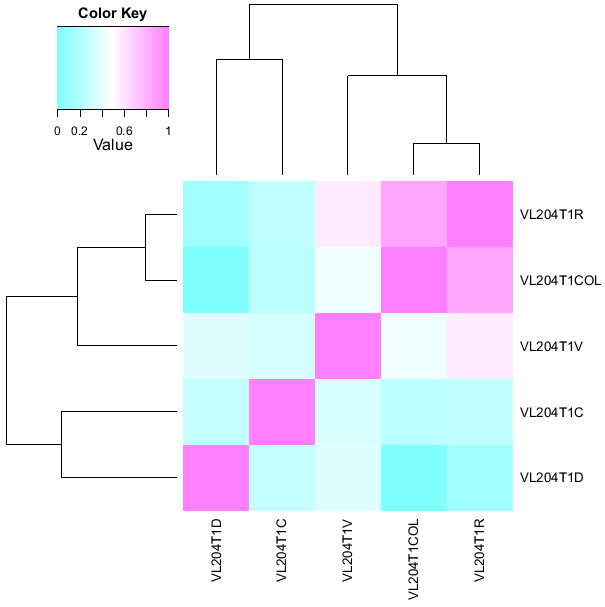 Color Key
0 0.2 0.6 1
Value
VL204T1R
VL204T1COL
VL204T1V
VL204T1C
VL204T1D
VL204T1D
VL204T1C
VL204T1V
VL204T1COL
VL204T1R